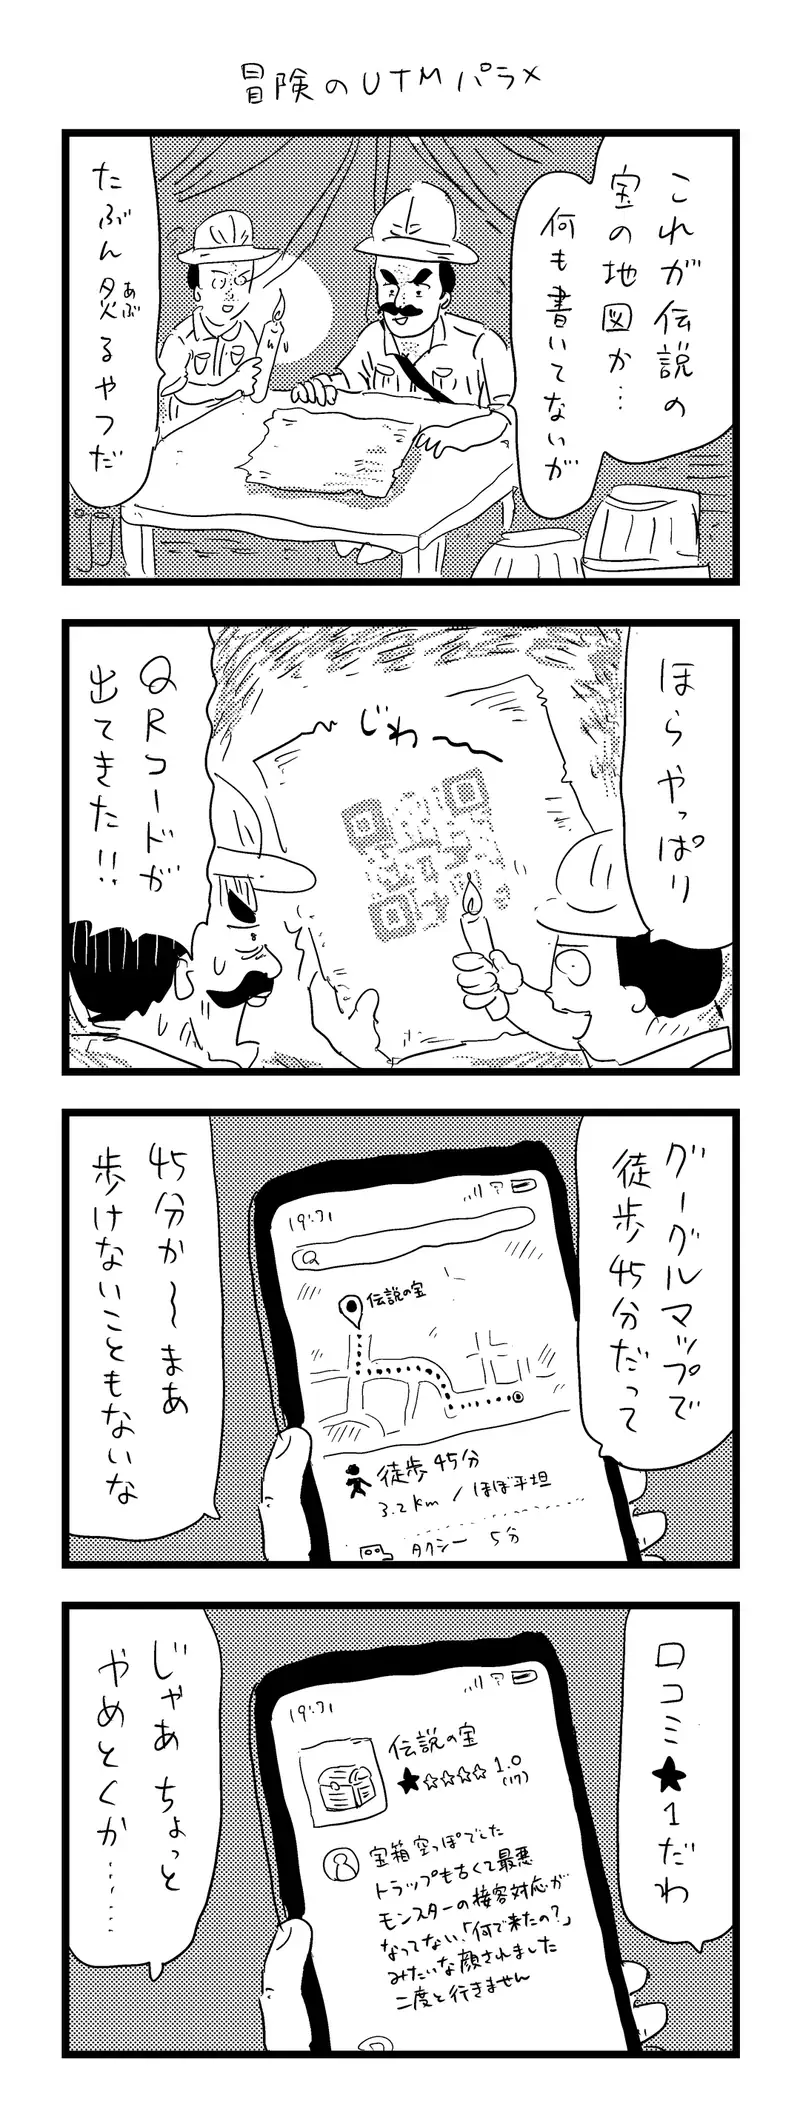 冒険のUTMパラメ
これが伝説の
宝の地図か…
何も書いてないが
たぶん炙るやつだ
あぶ
ほらやっぱり
じわ
QRコードが
出てきた!!
グーグルマップで
徒歩45分だって
19:21
伝説の宝
徒歩45分
3.2km/ほぼ平坦
タクシー 5分
45分か〜まあ
歩けないこともないな
口コミ★1だわ
19:21
伝説の宝
★☆☆☆☆ 1.0
(17)
宝箱空っぽでした
トラップも古くて最悪
モンスターの接客対応が
なってない、「何で来たの?」
みたいな顔されました
二度と行きません
じゃあちょっと
やめとくか……